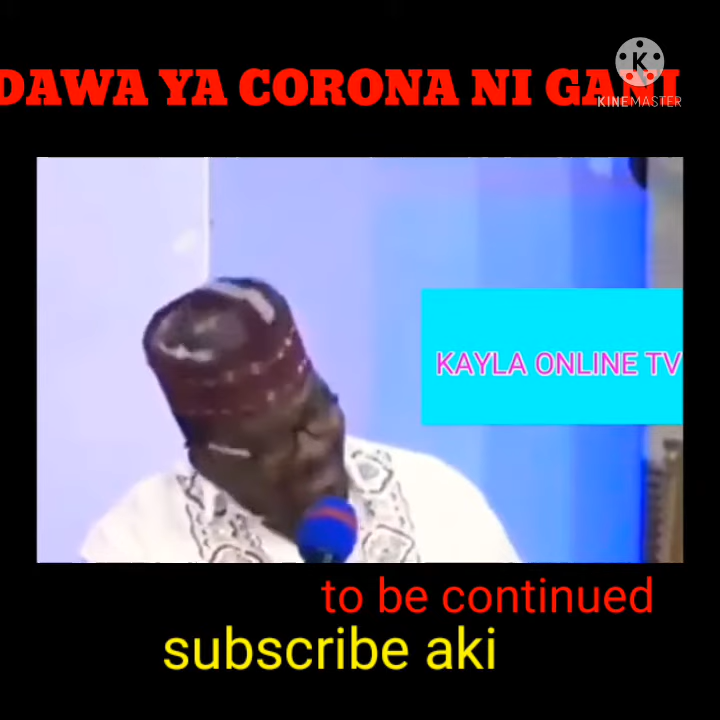 DAWA YA CORONA NI GANI
K
KINEMASTER
KAYLA ONLINE TV
to be continued
subscribe aki